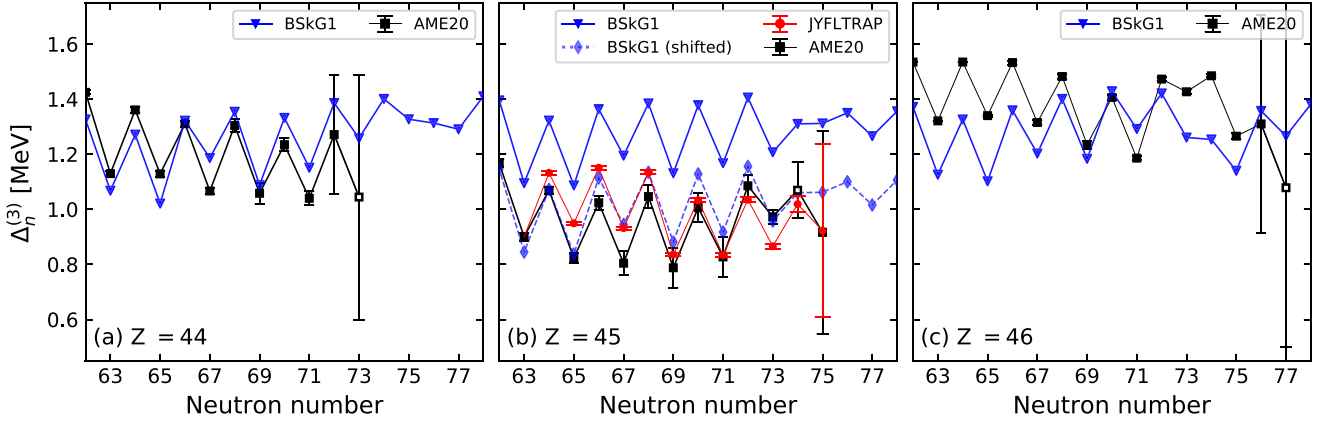 Δₙ⁽³⁾ [MeV]
1.6
1.4
1.2
1.0
0.8
0.6
BSkG1
AME20
(a) Z = 44
63 65 67 69 71 73 75 77
Neutron number
BSkG1
BSkG1 (shifted)
JYFLTRAP
AME20
(b) Z = 45
63 65 67 69 71 73 75 77
Neutron number
BSkG1
AME20
(c) Z = 46
63 65 67 69 71 73 75 77
Neutron number